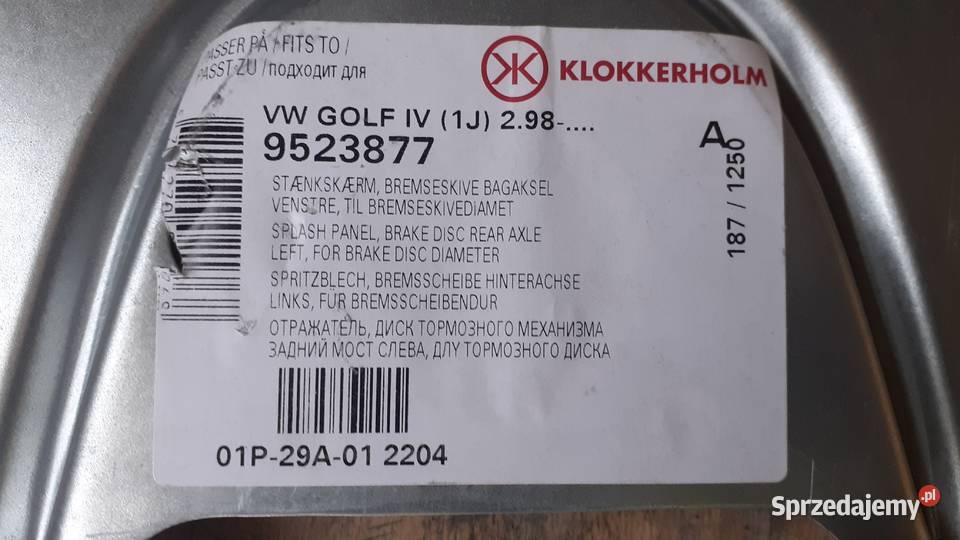 PASSER PÅ / FITS TO /
PASST ZU / подходит для
KLOKKERHOLM
VW GOLF IV (1J) 2.98-....
9523877
A
187 / 1250
STÆNKSKÆRM, BREMSESKIVE BAGAKSEL
VENSTRE, TIL BREMSESKIVEDIAMET
SPLASH PANEL, BRAKE DISC REAR AXLE
LEFT, FOR BRAKE DISC DIAMETER
SPRITZBLECH, BREMSSCHEIBE HINTERACHSE
LINKS, FÜR BREMSSCHEIBENDUR
ОТРАЖАТЕЛЬ, ДИСК ТОРМОЗНОГО МЕХАНИЗМА
ЗАДНИЙ МОСТ СЛЕВА, ДЛУ ТОРМОЗНОГО ДИСКА
01P-29A-01 2204
Sprzedajemy.pl